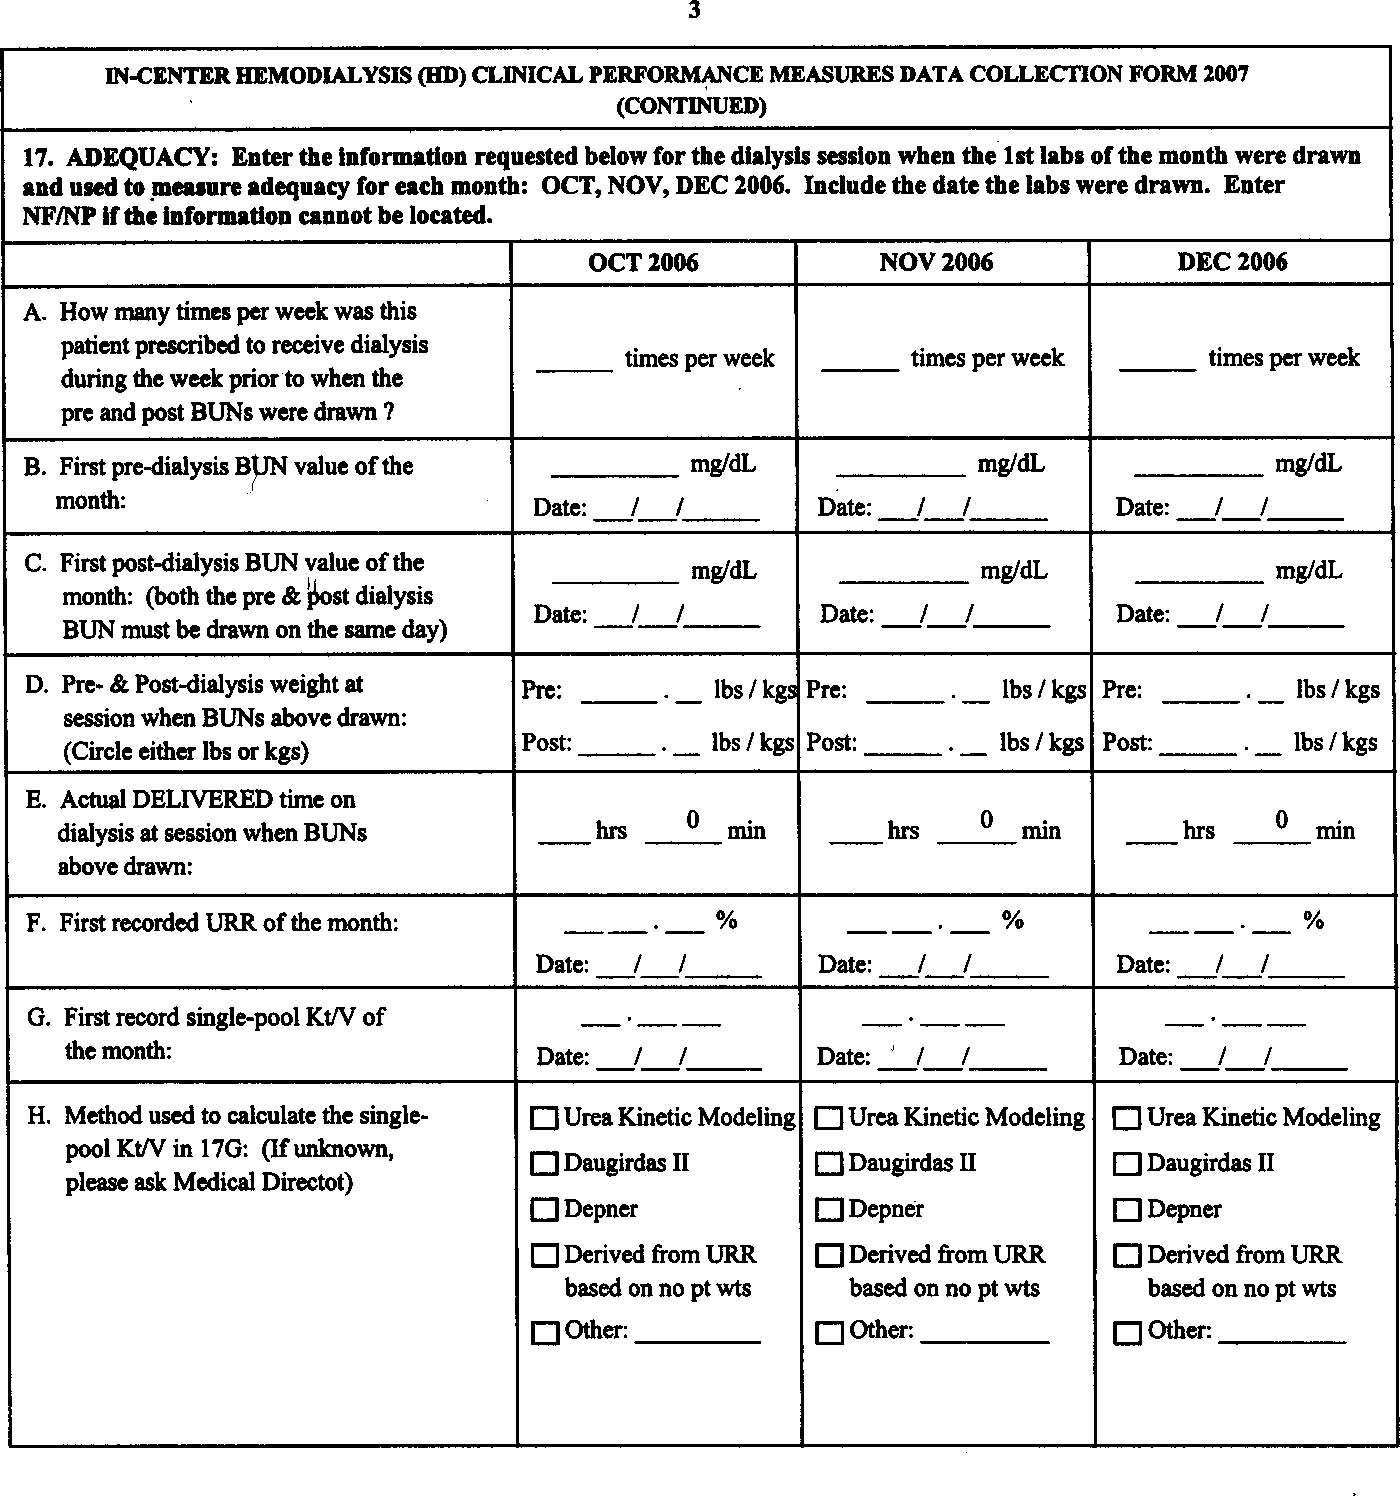 3
IN-CENTER HEMODIALYSIS (HD) CLINICAL PERFORMANCE MEASURES DATA COLLECTION FORM 2007
(CONTINUED)
17. ADEQUACY: Enter the information requested below for the dialysis session when the 1st labs of the month were drawn
and used to measure adequacy for each month: OCT, NOV, DEC 2006. Include the date the labs were drawn. Enter
NF/NP if the information cannot be located.
OCT 2006 NOV 2006 DEC 2006
A. How many times per week was this
patient prescribed to receive dialysis
during the week prior to when the
pre and post BUNs were drawn ?
______ times per week ______ times per week ______ times per week
B. First pre-dialysis BUN value of the
month:
__________ mg/dL __________ mg/dL __________ mg/dL
Date: ___/___/______ Date: ___/___/______ Date: ___/___/______
C. First post-dialysis BUN value of the
month: (both the pre & post dialysis
BUN must be drawn on the same day)
__________ mg/dL __________ mg/dL __________ mg/dL
Date: ___/___/______ Date: ___/___/______ Date: ___/___/______
D. Pre- & Post-dialysis weight at
session when BUNs above drawn:
(Circle either lbs or kgs)
Pre: ______ . __ lbs / kgs Pre: ______ . __ lbs / kgs Pre: ______ . __ lbs / kgs
Post: ______ . __ lbs / kgs Post: ______ . __ lbs / kgs Post: ______ . __ lbs / kgs
E. Actual DELIVERED time on
dialysis at session when BUNs
above drawn:
____ hrs ___0__ min ____ hrs ___0__ min ____ hrs ___0__ min
F. First recorded URR of the month:
___ ___ . ___ % ___ ___ . ___ % ___ ___ . ___ %
Date: ___/___/______ Date: ___/___/______ Date: ___/___/______
G. First record single-pool Kt/V of
the month:
___ . ___ ___ ___ . ___ ___ ___ . ___ ___
Date: ___/___/______ Date: ___/___/______ Date: ___/___/______
H. Method used to calculate the single-
pool Kt/V in 17G: (If unknown,
please ask Medical Directot)
☐ Urea Kinetic Modeling ☐ Urea Kinetic Modeling ☐ Urea Kinetic Modeling
☐ Daugirdas II ☐ Daugirdas II ☐ Daugirdas II
☐ Depner ☐ Depner ☐ Depner
☐ Derived from URR ☐ Derived from URR ☐ Derived from URR
based on no pt wts based on no pt wts based on no pt wts
☐ Other: __________ ☐ Other: __________ ☐ Other: __________